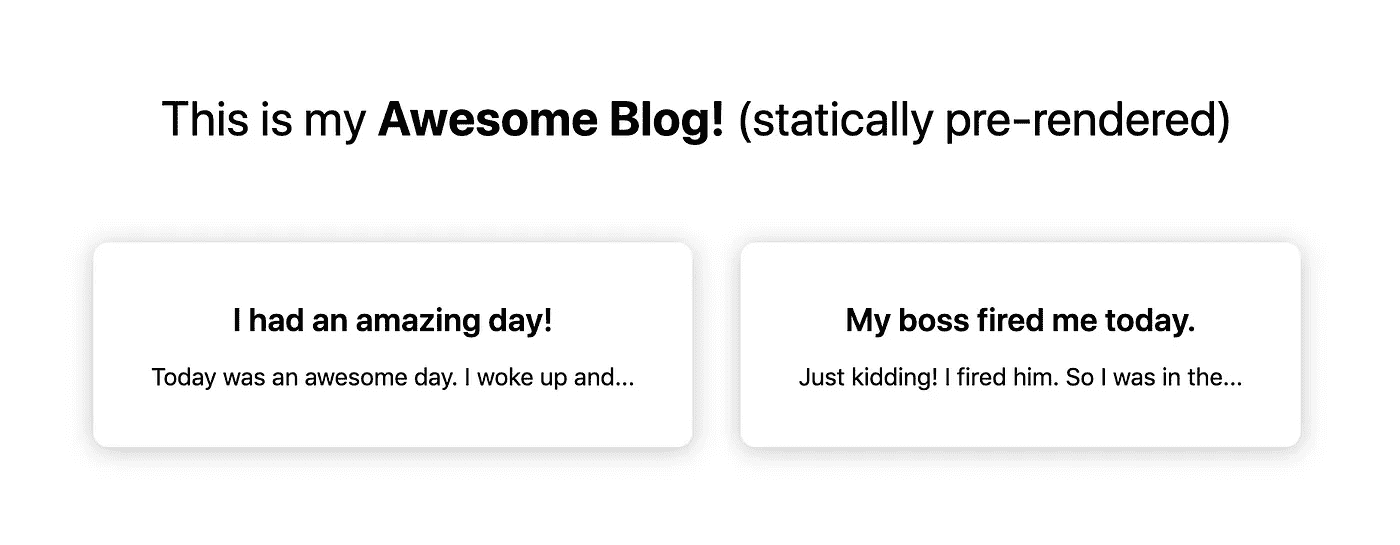 This is my Awesome Blog! (statically pre-rendered)
I had an amazing day!
Today was an awesome day. I woke up and...
My boss fired me today.
Just kidding! I fired him. So I was in the...